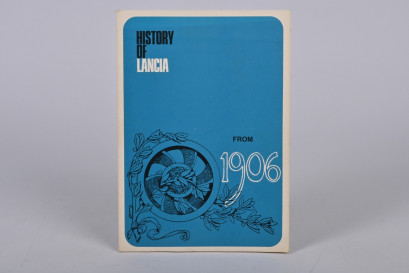 HISTORY
OF
LANCIA
FROM
1906